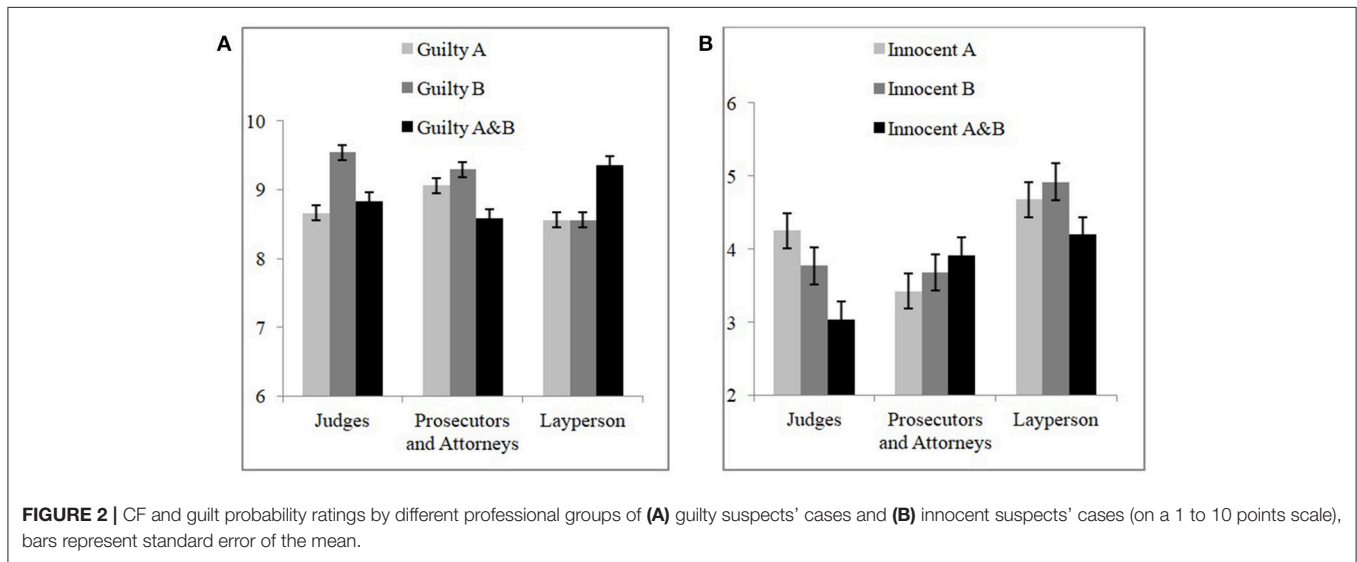 A
Guilty A
Guilty B
Guilty A&B
10
9
8
7
6
Judges
Prosecutors
and Attorneys
Layperson
B
Innocent A
Innocent B
Innocent A&B
6
5
4
3
2
Judges
Prosecutors
and Attorneys
Layperson
FIGURE 2 | CF and guilt probability ratings by different professional groups of (A) guilty suspects' cases and (B) innocent suspects' cases (on a 1 to 10 points scale),
bars represent standard error of the mean.